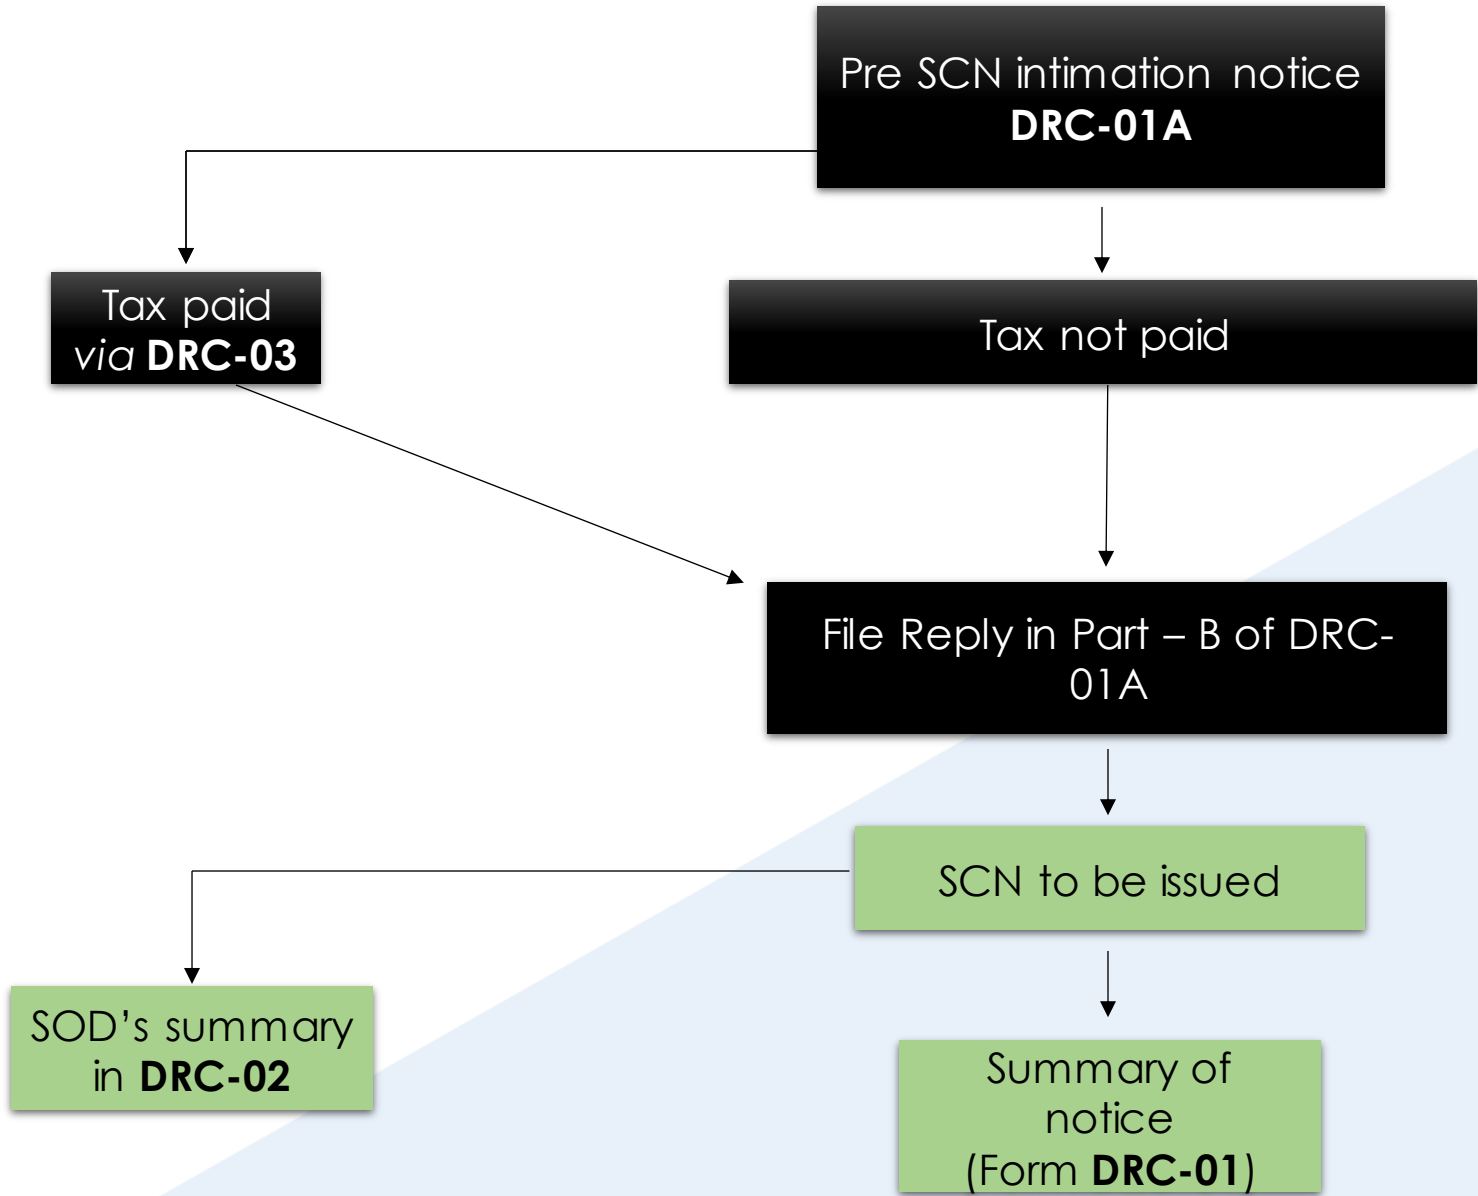 Pre SCN intimation notice
DRC-01A
Tax paid
via DRC-03
Tax not paid
File Reply in Part – B of DRC-
01A
SCN to be issued
SOD’s summary
in DRC-02
Summary of
notice
(Form DRC-01)